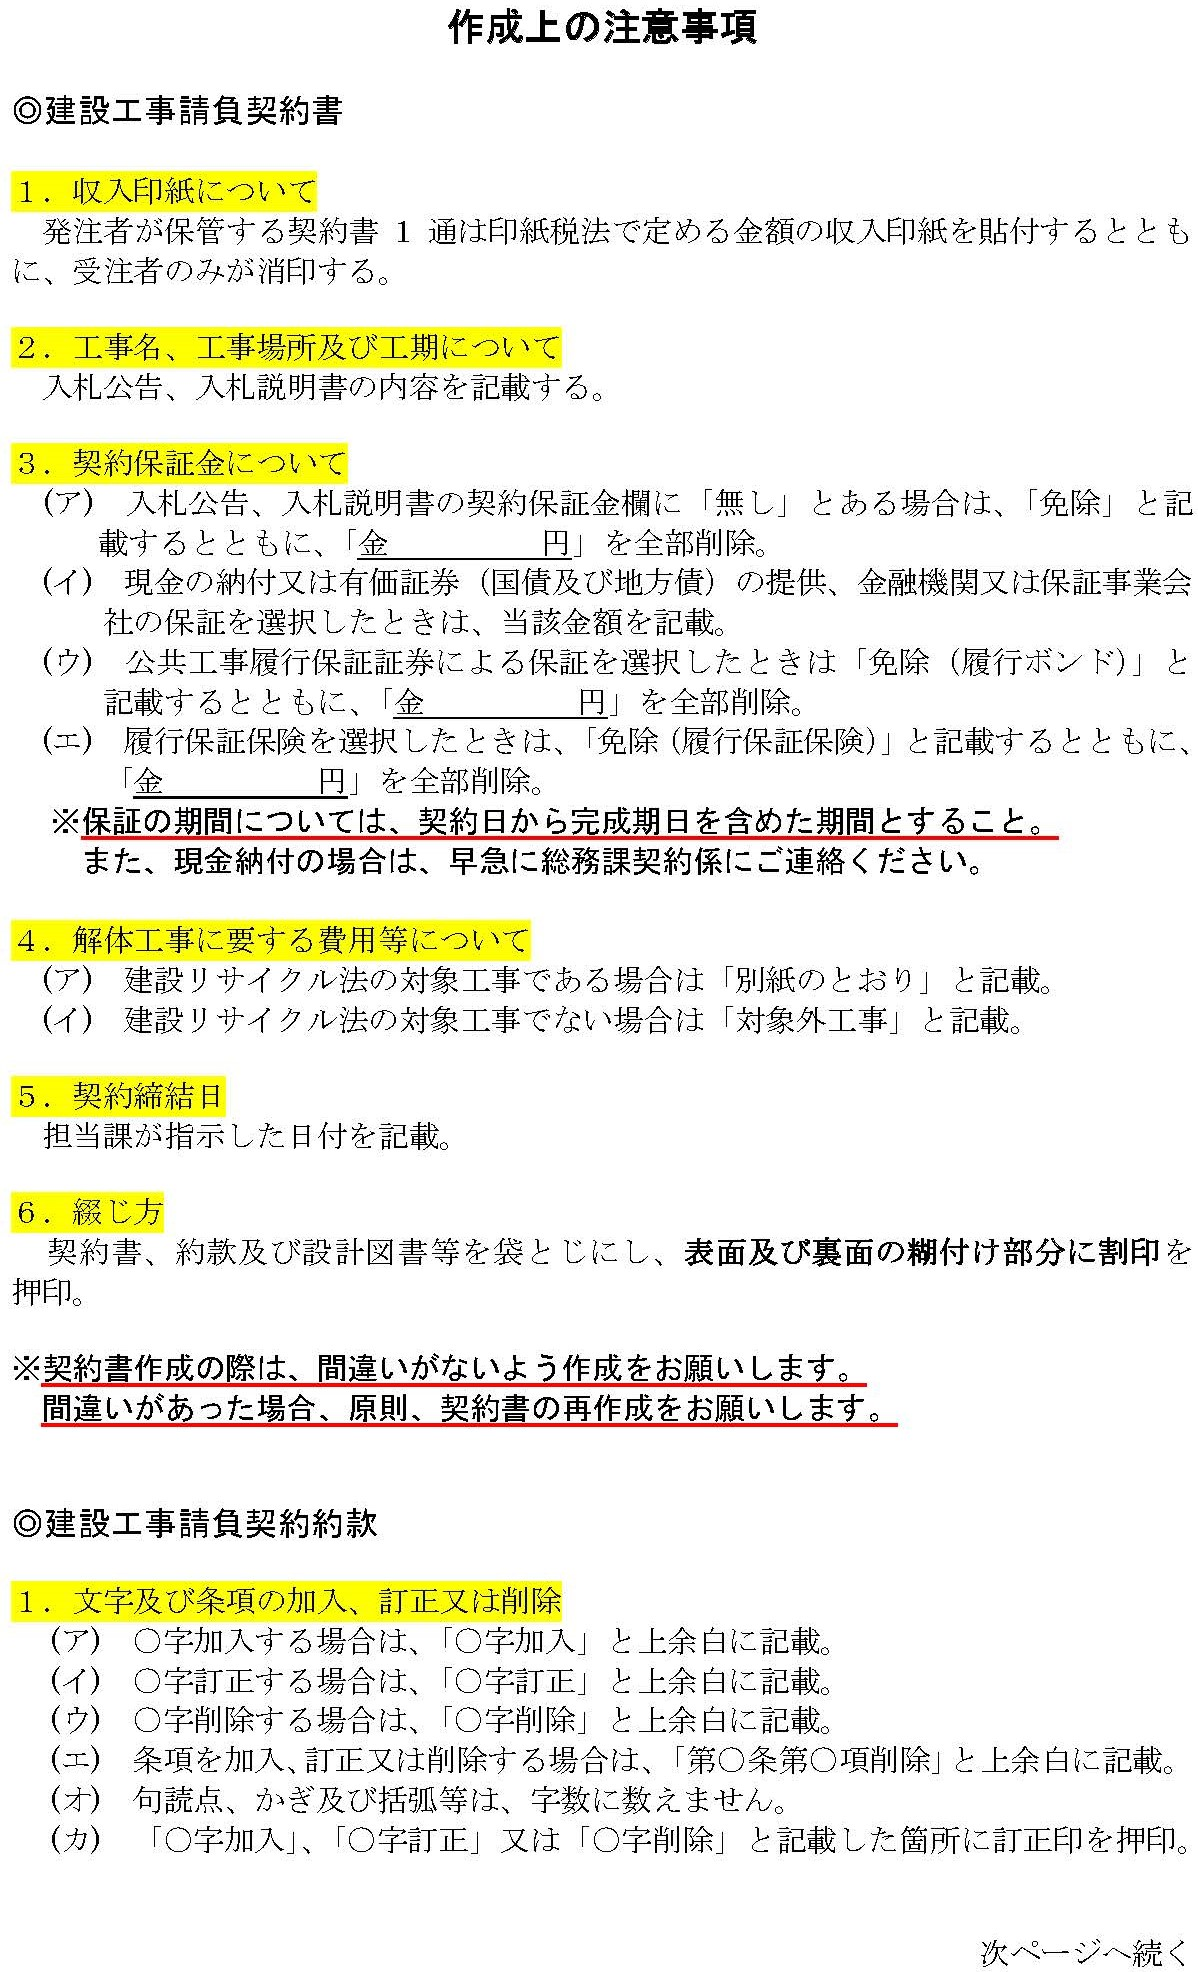 作成上の注意事項
◎建設工事請負契約書
１．収入印紙について
発注者が保管する契約書 1 通は印紙税法で定める金額の収入印紙を貼付するととも
に、受注者のみが消印する。
２．工事名、工事場所及び工期について
入札公告、入札説明書の内容を記載する。
３．契約保証金について
(ア)　入札公告、入札説明書の契約保証金欄に「無し」とある場合は、「免除」と記
載するとともに、「金　　　　　円」を全部削除。
(イ)　現金の納付又は有価証券（国債及び地方債）の提供、金融機関又は保証事業会
社の保証を選択したときは、当該金額を記載。
(ウ)　公共工事履行保証証券による保証を選択したときは「免除（履行ボンド）」と
記載するとともに、「金　　　　　円」を全部削除。
(エ)　履行保証保険を選択したときは、「免除（履行保証保険）」と記載するとともに、
「金　　　　　円」を全部削除。
※保証の期間については、契約日から完成期日を含めた期間とすること。
また、現金納付の場合は、早急に総務課契約係にご連絡ください。
４．解体工事に要する費用等について
(ア)　建設リサイクル法の対象工事である場合は「別紙のとおり」と記載。
(イ)　建設リサイクル法の対象工事でない場合は「対象外工事」と記載。
５．契約締結日
担当課が指示した日付を記載。
６．綴じ方
契約書、約款及び設計図書等を袋とじにし、表面及び裏面の糊付け部分に割印を
押印。
※契約書作成の際は、間違いがないよう作成をお願いします。
間違いがあった場合、原則、契約書の再作成をお願いします。
◎建設工事請負契約約款
１．文字及び条項の加入、訂正又は削除
(ア)　○字加入する場合は、「○字加入」と上余白に記載。
(イ)　○字訂正する場合は、「○字訂正」と上余白に記載。
(ウ)　○字削除する場合は、「○字削除」と上余白に記載。
(エ)　条項を加入、訂正又は削除する場合は、「第○条第○項削除」と上余白に記載。
(オ)　句読点、かぎ及び括弧等は、字数に数えません。
(カ)　「○字加入」、「○字訂正」又は「○字削除」と記載した箇所に訂正印を押印。
次ページへ続く